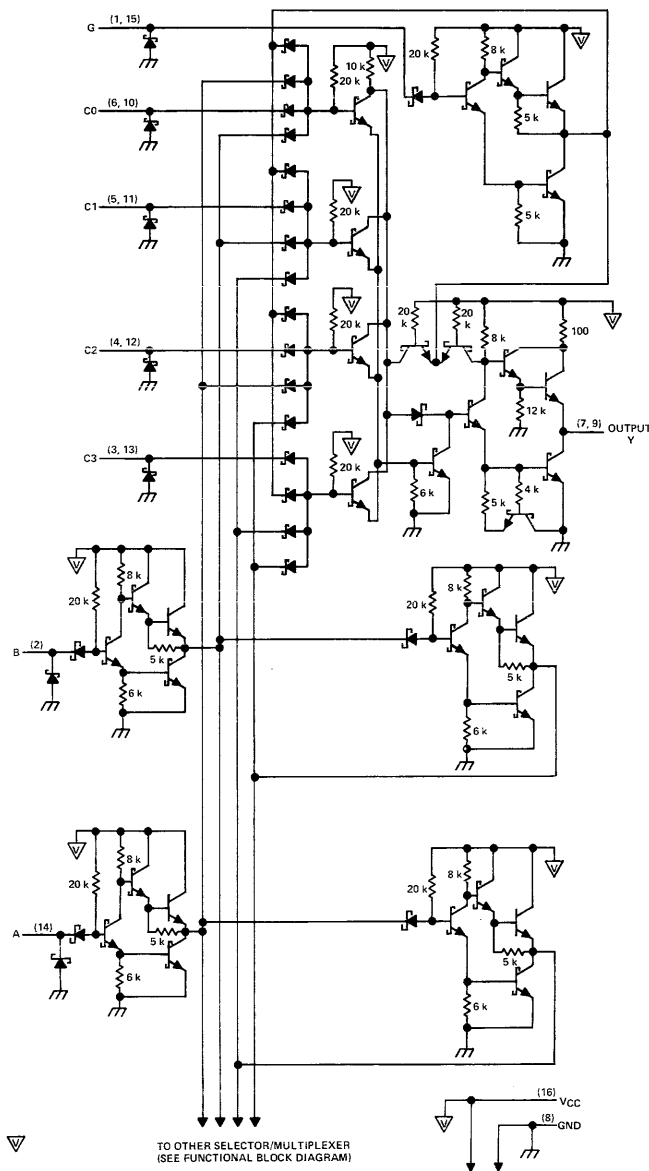 G (1, 15)
20 k
8 k
5 k
5 k
10 k
20 k
C0 (6, 10)
C1 (5, 11)
20 k
C2 (4, 12)
20 k
20 k
20 k
8 k
100
12 k
(7, 9) OUTPUT Y
C3 (3, 13)
20 k
6 k
5 k
4 k
8 k
20 k
B (2)
5 k
6 k
8 k
20 k
5 k
6 k
8 k
20 k
A (14)
5 k
6 k
8 k
20 k
5 k
6 k
(16) VCC
(8) GND
TO OTHER SELECTOR/MULTIPLEXER
(SEE FUNCTIONAL BLOCK DIAGRAM)